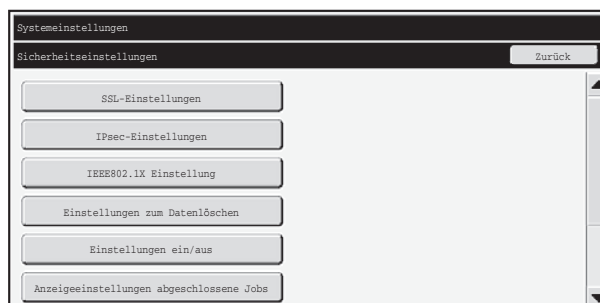 Systemeinstellungen
Sicherheitseinstellungen
Zurück
SSL-Einstellungen
IPsec-Einstellungen
IEEE802.1X Einstellung
Einstellungen zum Datenlöschen
Einstellungen ein/aus
Anzeigeeinstellungen abgeschlossene Jobs